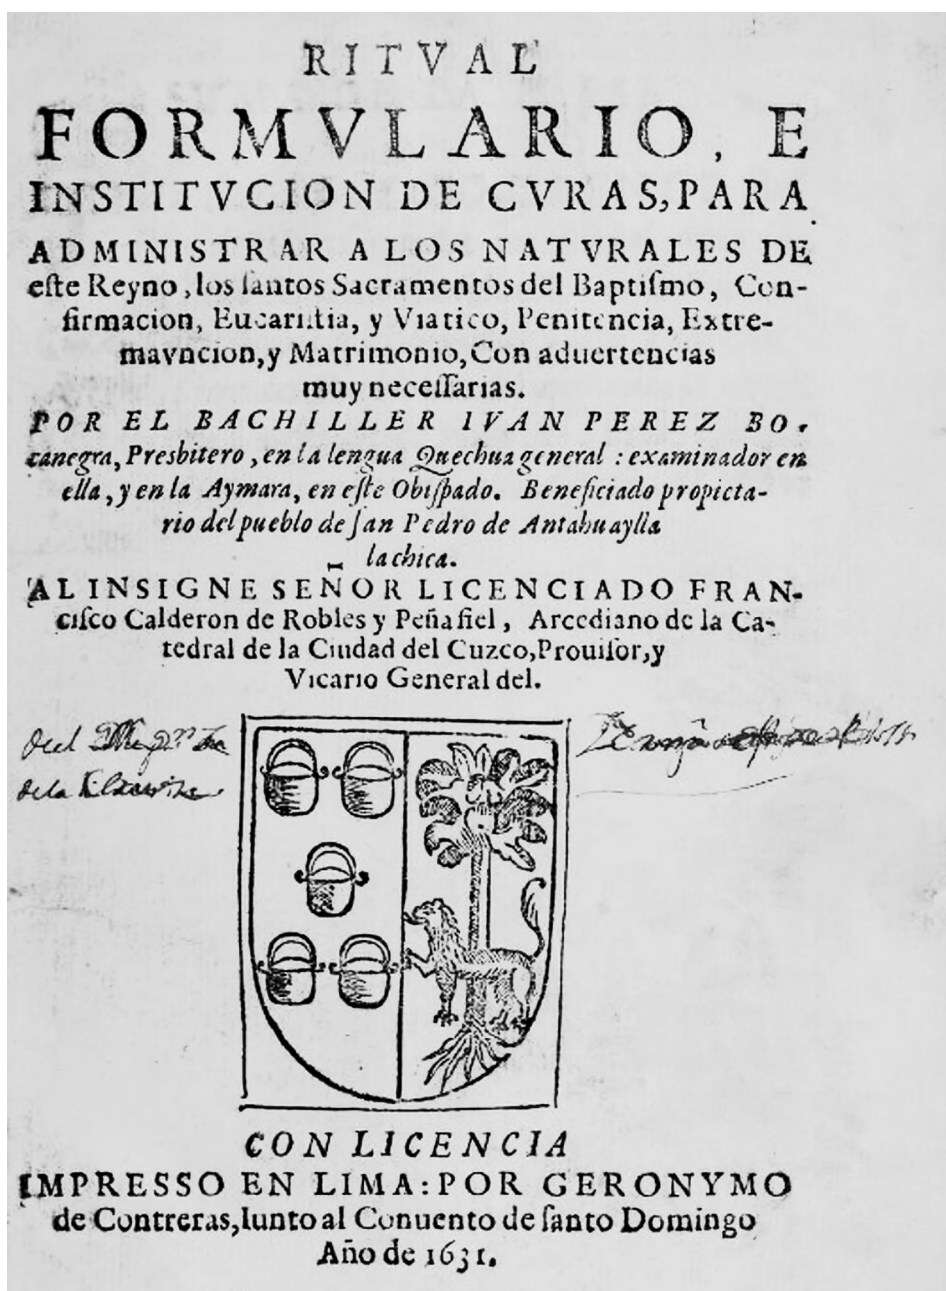 RITVAL
FORMVLARIO, E
INSTITVCION DE CVRAS, PARA
ADMINISTRAR A LOS NATVRALES DE
eſte Reyno, los ſantos Sacramentos del Baptiſmo, Con-
firmacion, Eucariſtia, y Viatico, Penitencia, Extre-
mavncion, y Matrimonio, Con aduertencias
muy neceſſarias.
POR EL BACHILLER IVAN PEREZ BO.
canegra, Presbitero, en la lengua Quechua general : examinador en
ella, y en la Aymara, en eſte Obiſpado. Beneficiado propieta-
rio del pueblo de ſan Pedro de Antahuaylla
la chica.
AL INSIGNE SEÑOR LICENCIADO FRAN-
ciſco Calderon de Robles y Peñafiel, Arcediano de la Ca-
tedral de la Ciudad del Cuzco, Prouiſor, y
Vicario General del.
de la
CON LICENCIA
IMPRESSO EN LIMA: POR GERONYMO
de Contreras, Iunto al Conuento de ſanto Domingo
Año de 1631.